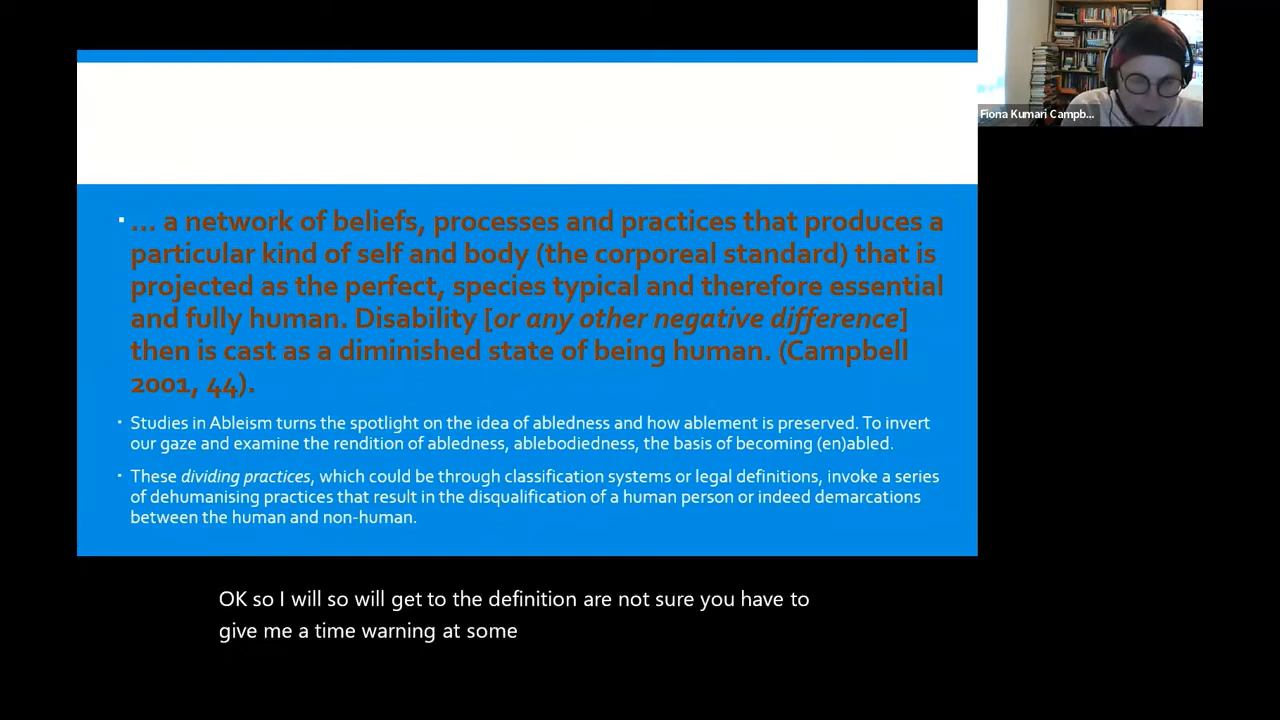 Fiona Kumari Campb...
▪ ... a network of beliefs, processes and practices that produces a
particular kind of self and body (the corporeal standard) that is
projected as the perfect, species typical and therefore essential
and fully human. Disability [or any other negative difference]
then is cast as a diminished state of being human. (Campbell
2001, 44).
▪ Studies in Ableism turns the spotlight on the idea of abledness and how ablement is preserved. To invert
our gaze and examine the rendition of abledness, ablebodiedness, the basis of becoming (en)abled.
▪ These dividing practices, which could be through classification systems or legal definitions, invoke a series
of dehumanising practices that result in the disqualification of a human person or indeed demarcations
between the human and non-human.
OK so I will so will get to the definition are not sure you have to
give me a time warning at some